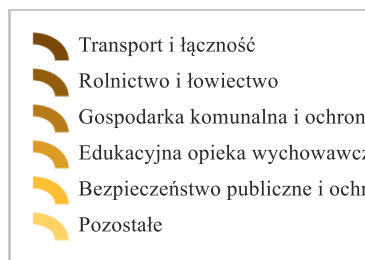 Transport i łączność
Rolnictwo i łowiectwo
Gospodarka komunalna i ochron
Edukacyjna opieka wychowawcz
Bezpieczeństwo publiczne i ochr
Pozostałe